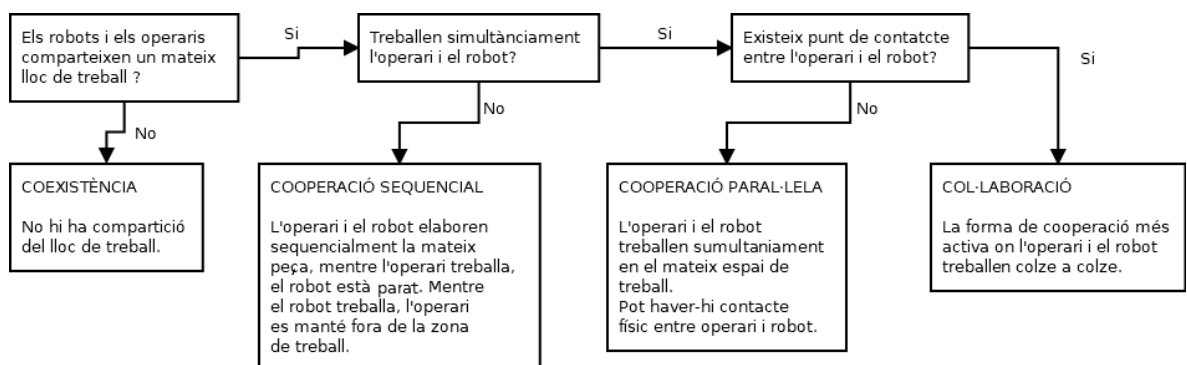 Els robots i els operaris
comparteixen un mateix
lloc de treball ?
Si
Treballen simultànciament
l'operari i el robot?
Si
Existeix punt de contatcte
entre l'operari i el robot?
Si
No
No
No
COEXISTÈNCIA
No hi ha compartició
del lloc de treball.
COOPERACIÓ SEQUENCIAL
L'operari i el robot elaboren
sequencialment la mateix
peça, mentre l'operari treballa,
el robot està parat. Mentre
el robot treballa, l'operari
es manté fora de la zona
de treball.
COOPERACIÓ PARAL·LELA
L'operari i el robot
treballen sumultaniament
en el mateix espai de
treball.
Pot haver-hi contacte
físic entre operari i robot.
COL·LABORACIÓ
La forma de cooperació més
activa on l'operari i el robot
treballen colze a colze.